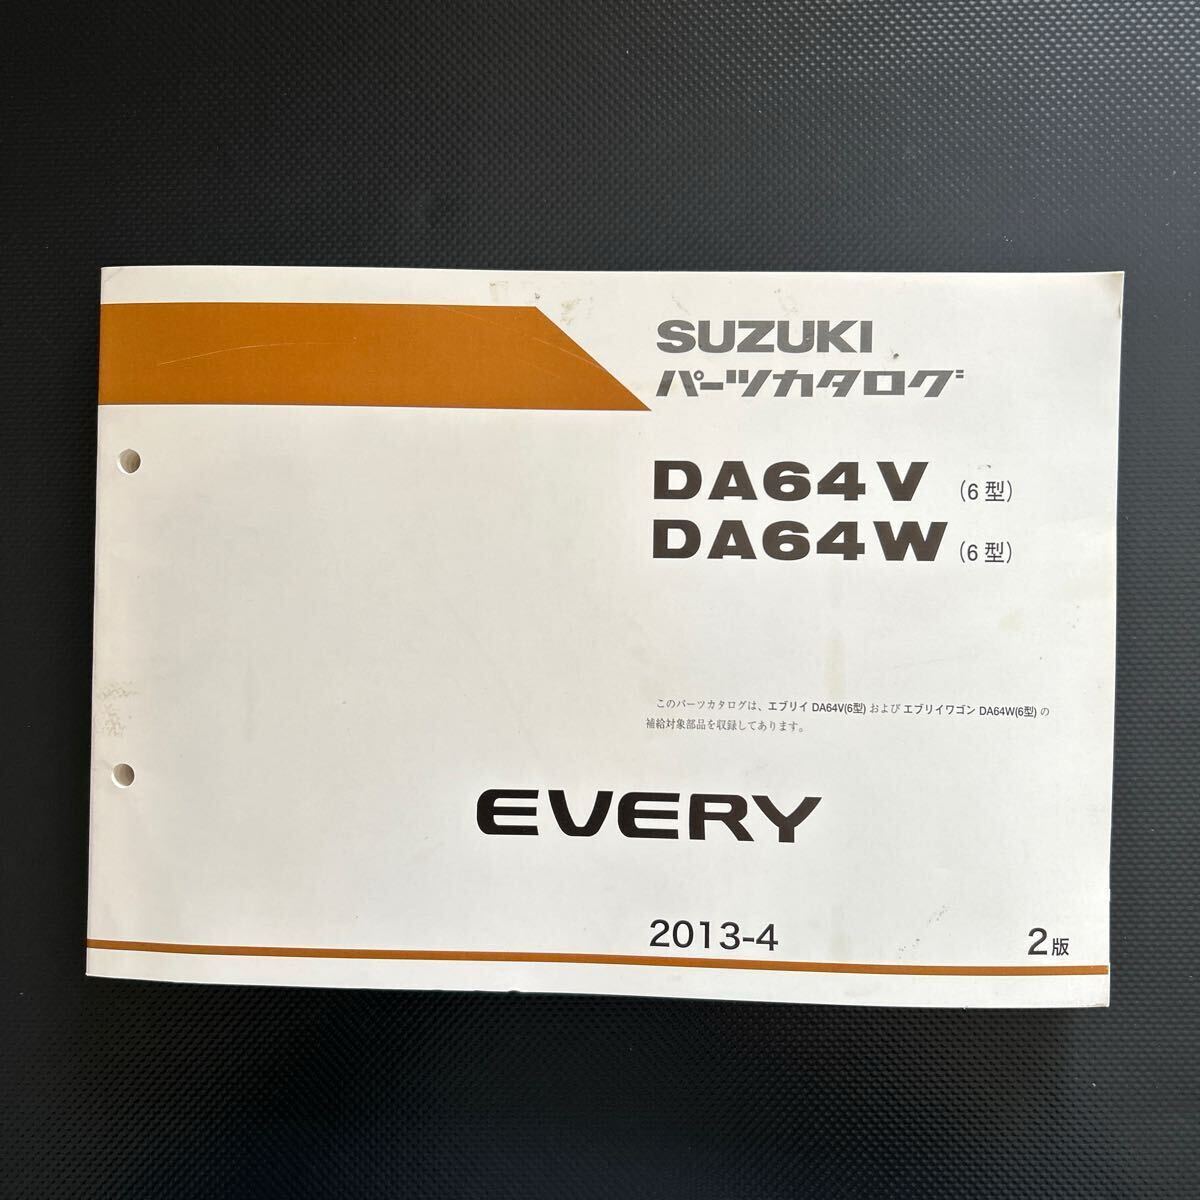 SUZUKI
パーツカタログ
DA64V (6型)
DA64W (6型)
このパーツカタログは、エブリイ DA64V(6型) および エブリイワゴン DA64W(6型) の
補給対象部品を収録してあります。
EVERY
2013-4 2版